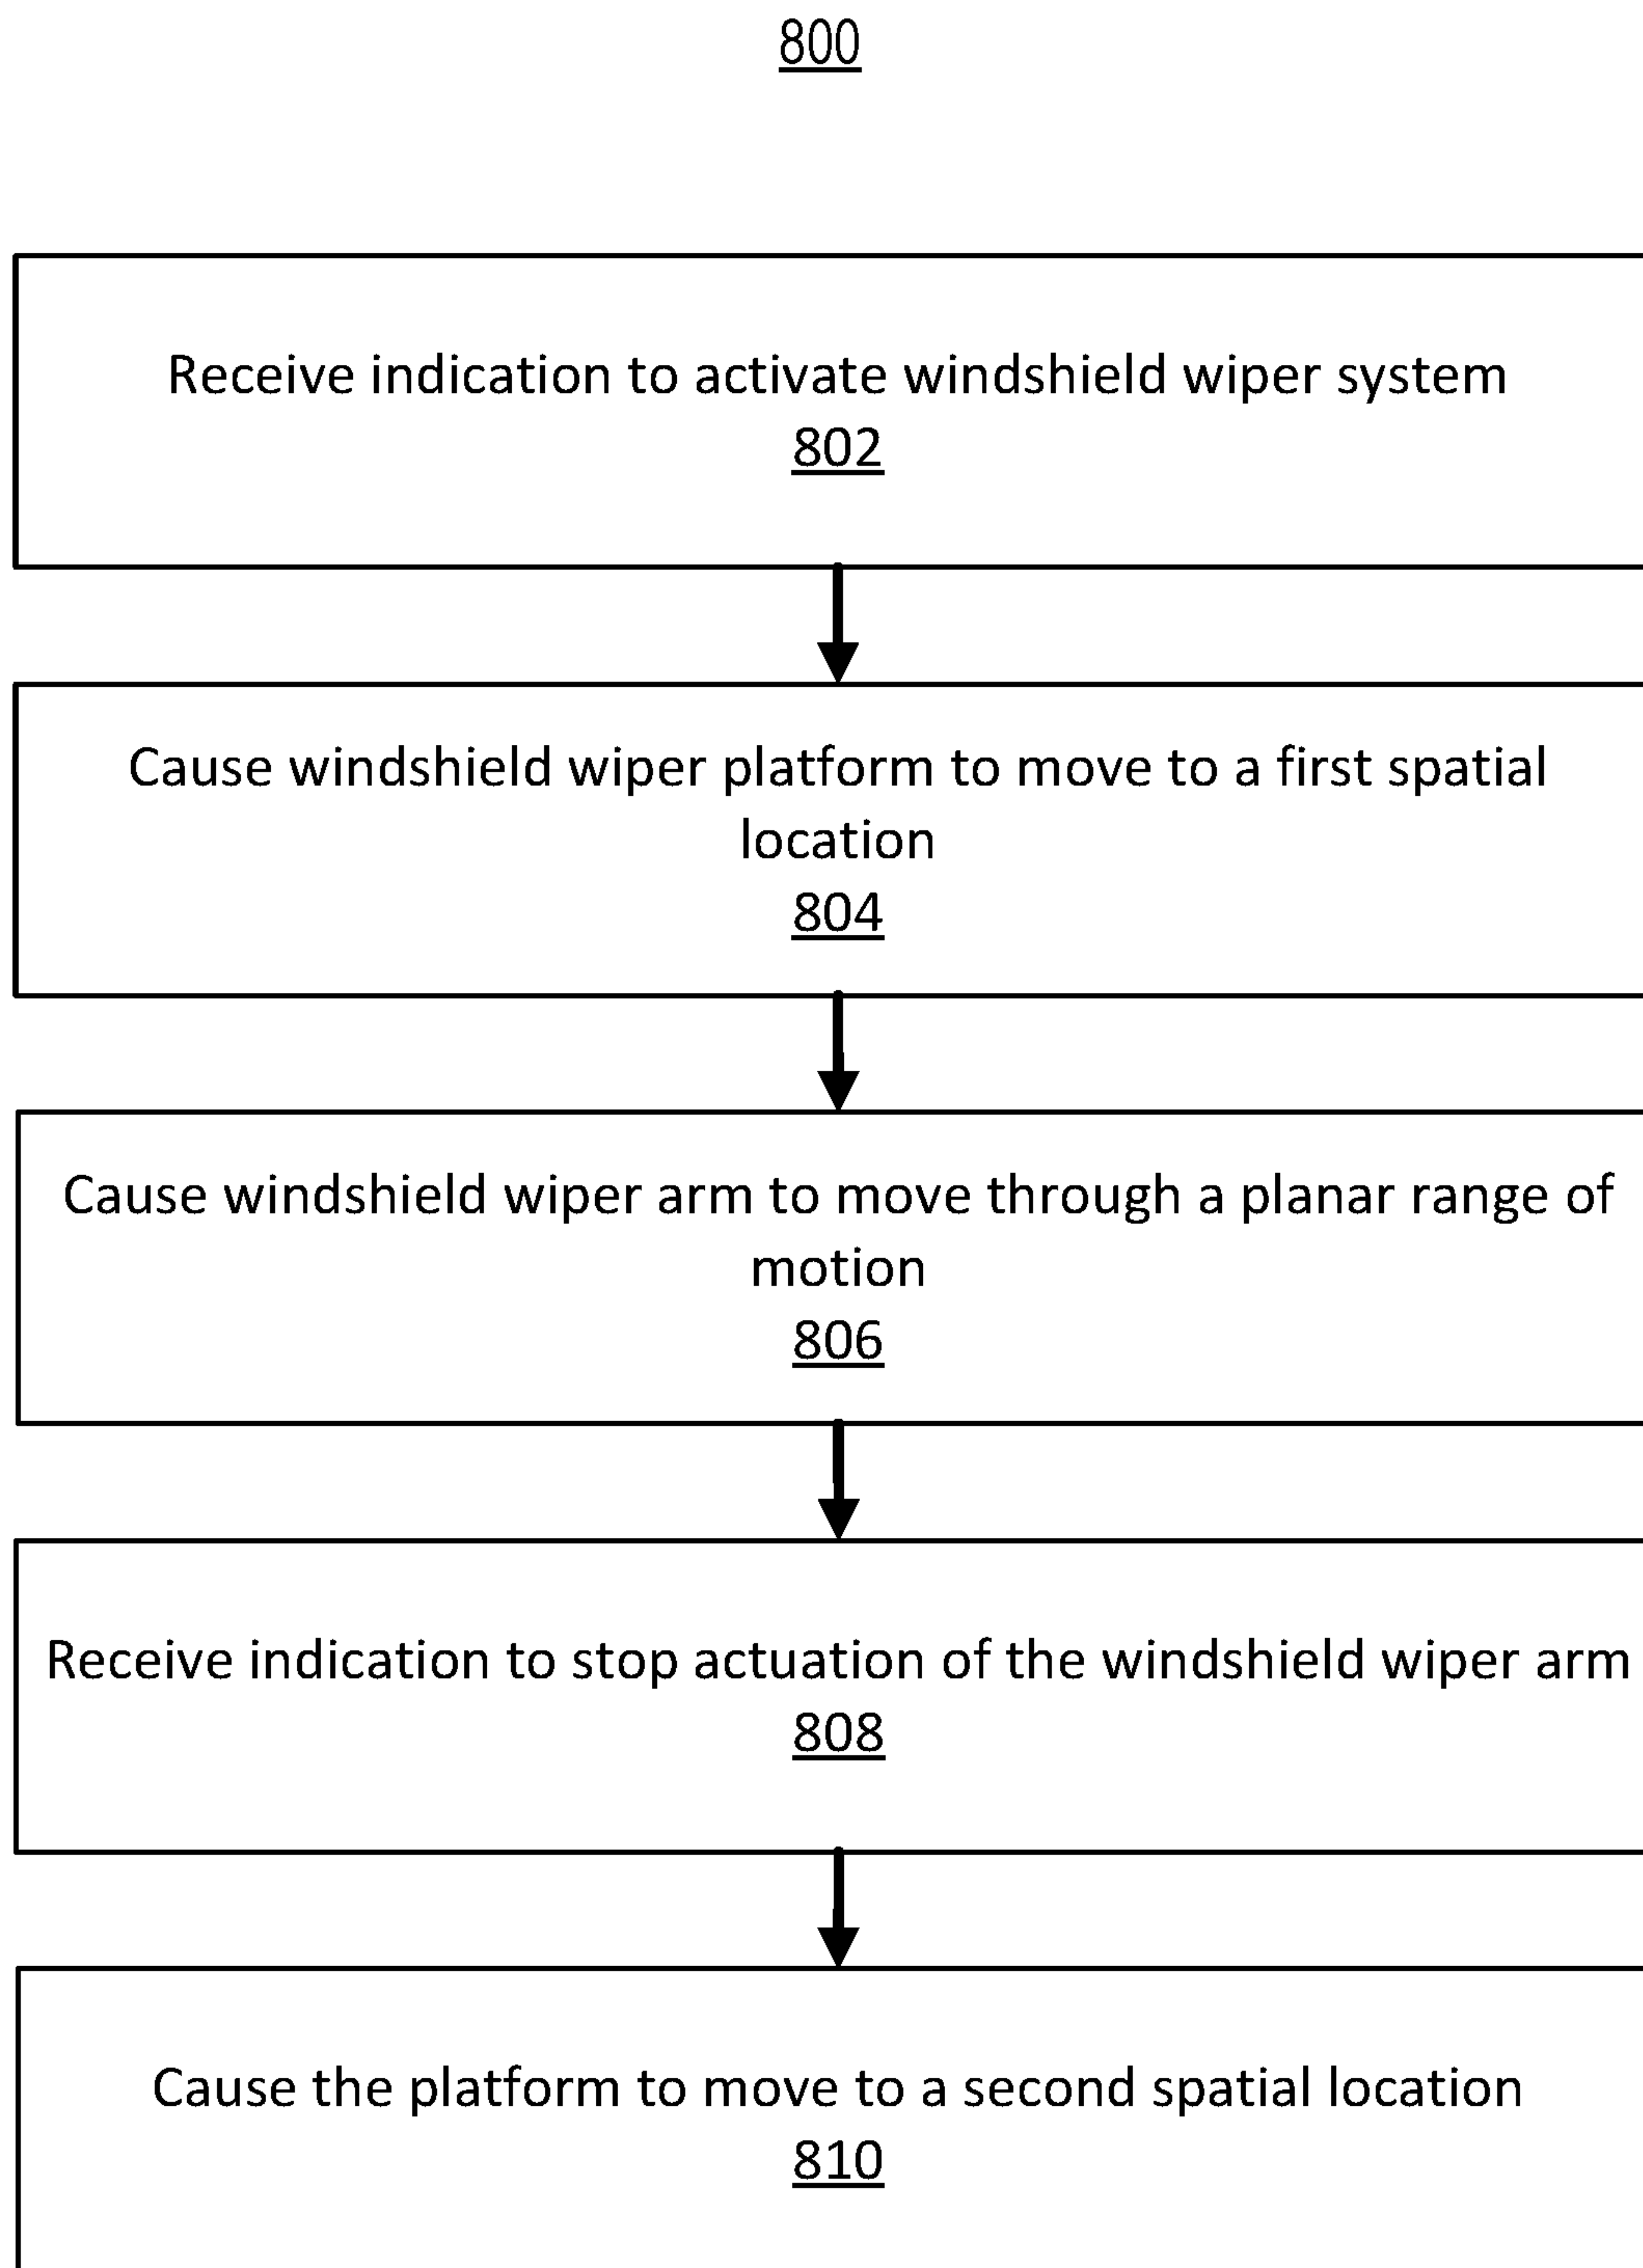 800
Receive indication to activate windshield wiper system
802
Cause windshield wiper platform to move to a first spatial
location
804
Cause windshield wiper arm to move through a planar range of
motion
806
Receive indication to stop actuation of the windshield wiper arm
808
Cause the platform to move to a second spatial location
810